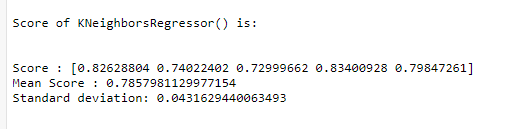 Score of KNeighborsRegressor() is:
Score : [0.82628804 0.74022402 0.72999662 0.83400928 0.79847261]
Mean Score : 0.7857981129977154
Standard deviation: 0.0431629440063493